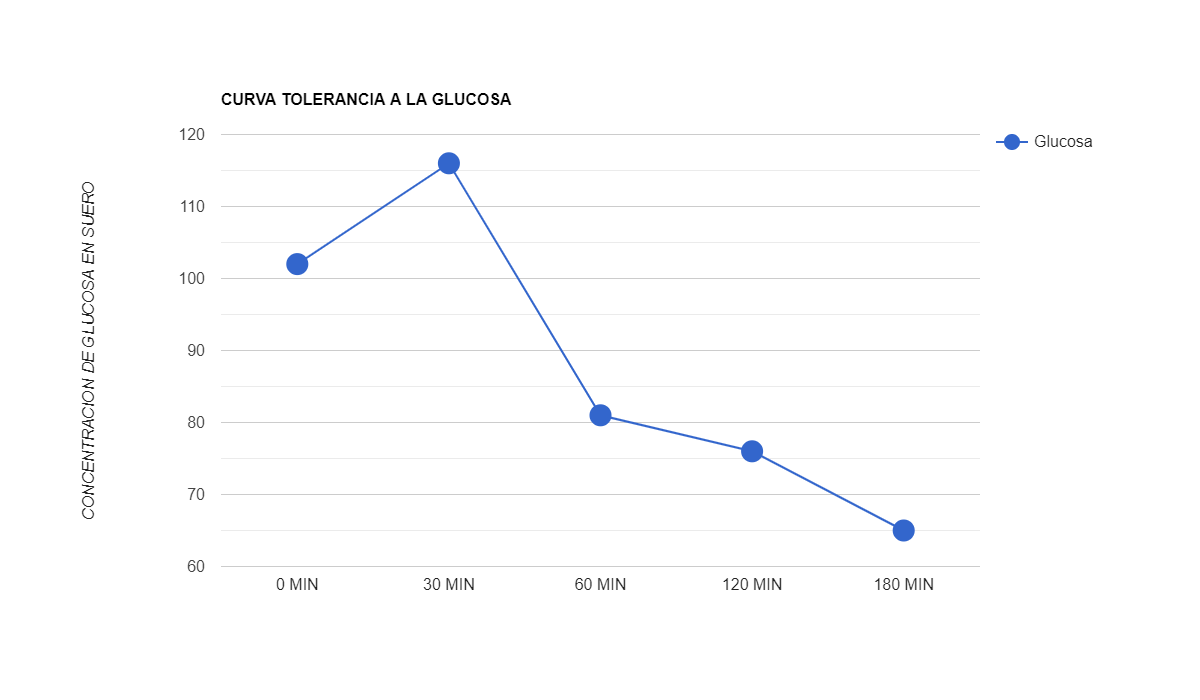 CURVA TOLERANCIA A LA GLUCOSA
Glucosa
CONCENTRACION DE GLUCOSA EN SUERO
120
110
100
90
80
70
60
0 MIN
30 MIN
60 MIN
120 MIN
180 MIN